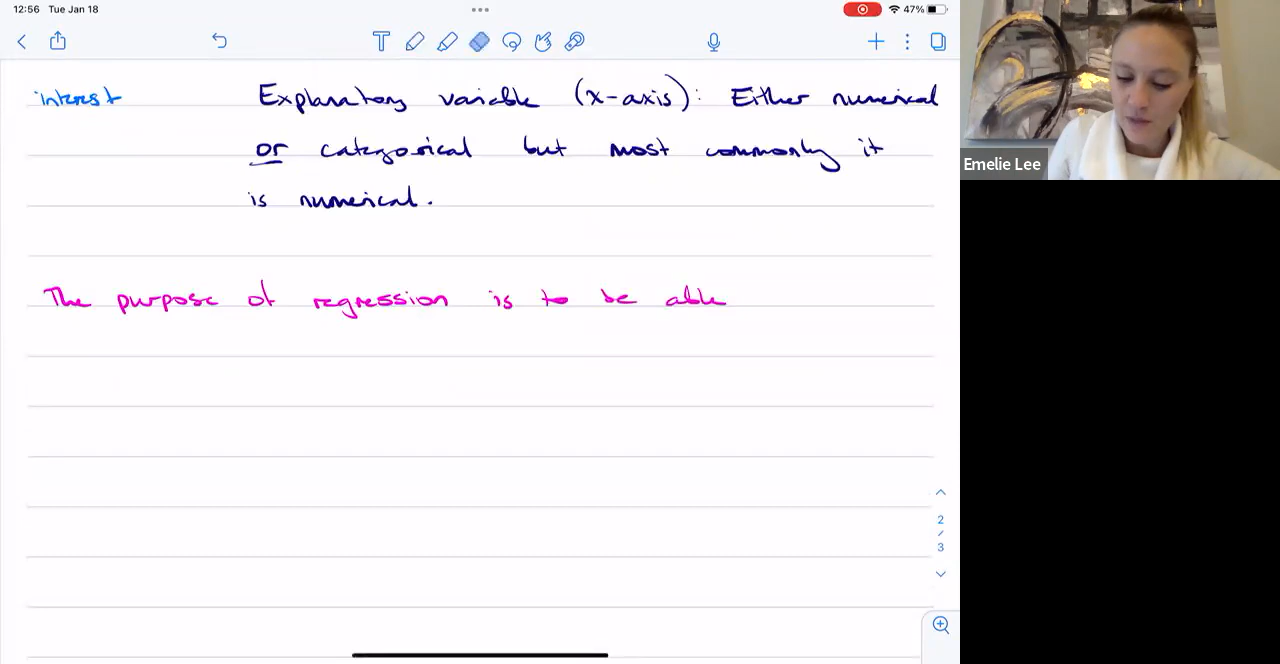 12:56 Tue Jan 18
47%
interest Explanatory variable (x-axis): Either numerical
or categorical but most commonly it
is numerical.
The purpose of regression is to be able
2
/
3
Emelie Lee